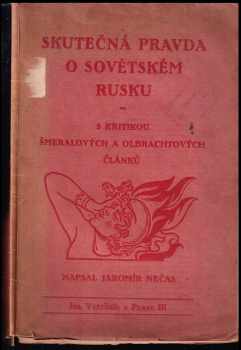 SKUTEČNÁ PRAVDA
O SOVĚTSKÉM
RUSKU
S KRITIKOU
ŠMERALOVÝCH A OLBRACHTOVÝCH
ČLÁNKŮ
NAPSAL JAROMÍR NEČAS
Jos. Vetešník v Praze III